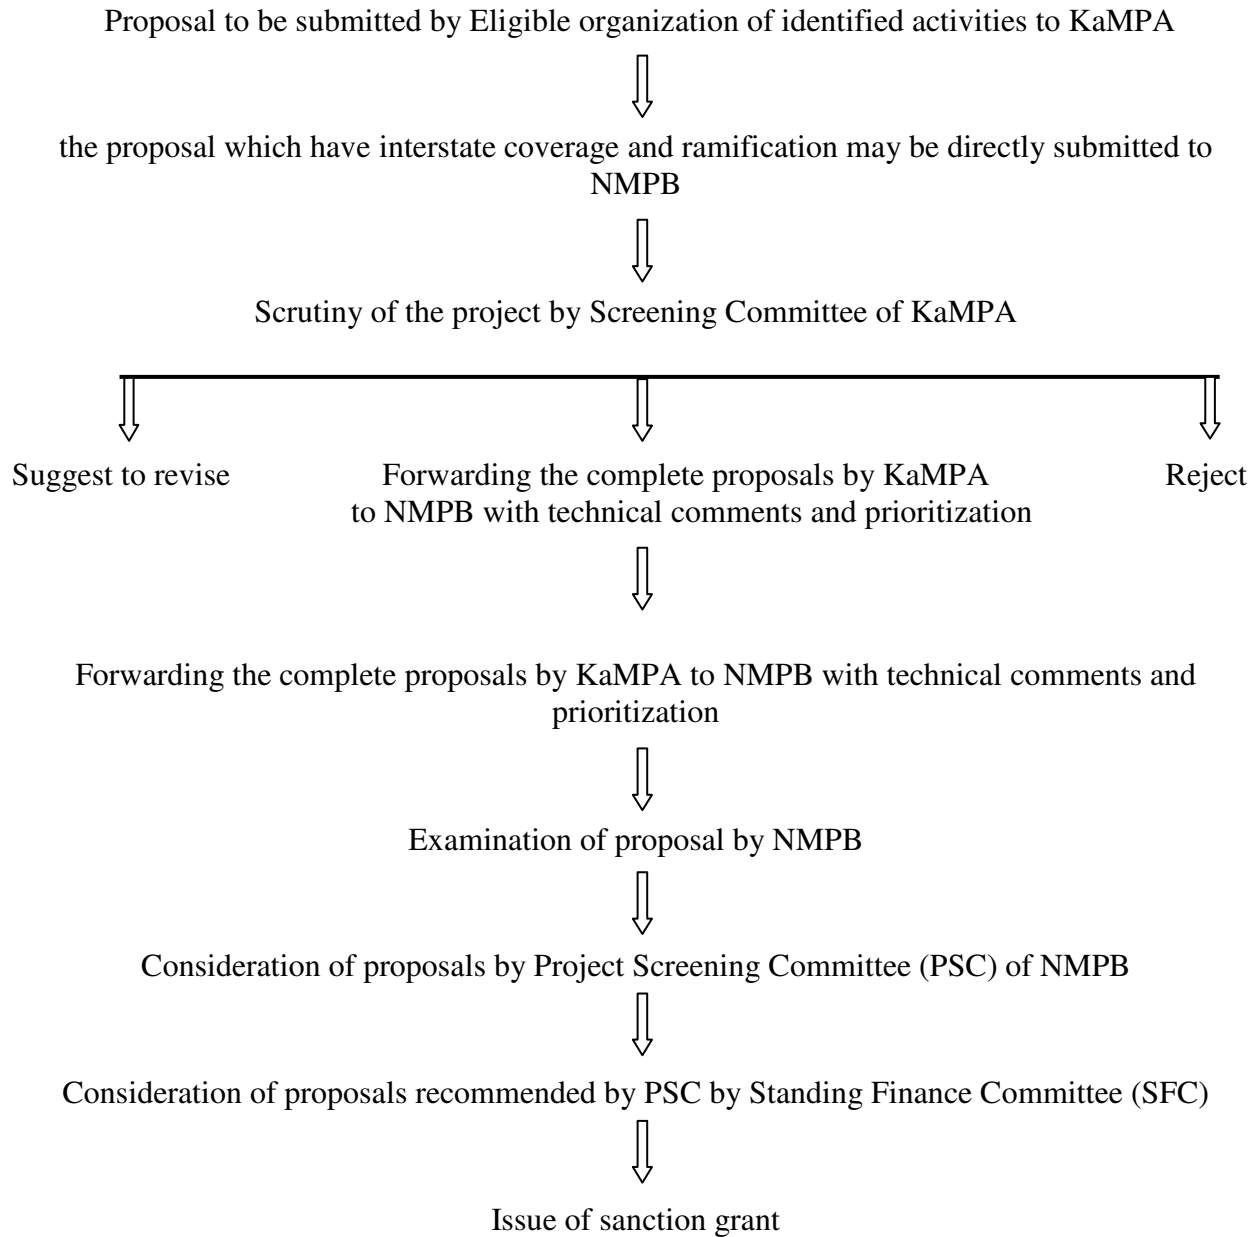 Proposal to be submitted by Eligible organization of identified activities to KaMPA
the proposal which have interstate coverage and ramification may be directly submitted to
NMPB
Scrutiny of the project by Screening Committee of KaMPA
Suggest to revise
Forwarding the complete proposals by KaMPA
to NMPB with technical comments and prioritization
Reject
Forwarding the complete proposals by KaMPA to NMPB with technical comments and
prioritization
Examination of proposal by NMPB
Consideration of proposals by Project Screening Committee (PSC) of NMPB
Consideration of proposals recommended by PSC by Standing Finance Committee (SFC)
Issue of sanction grant